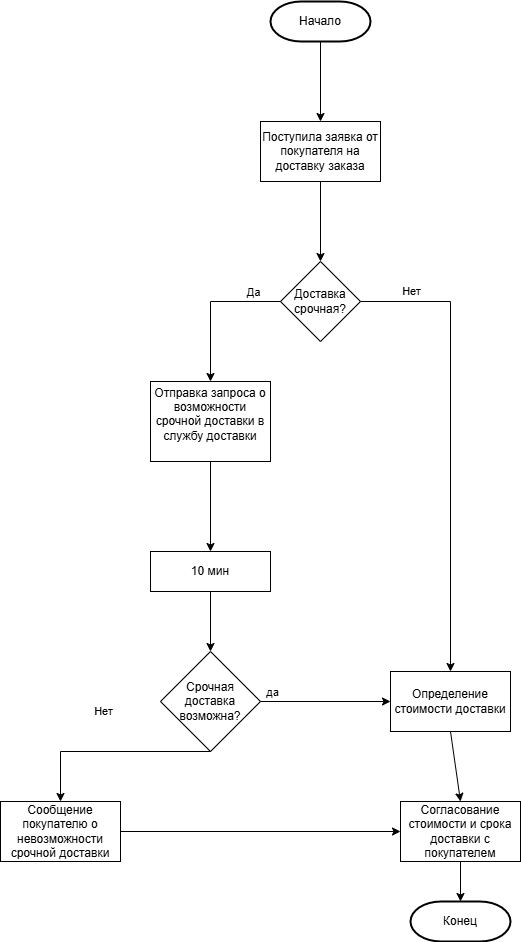 Начало
Поступила заявка от
покупателя на
доставку заказа
Доставка
срочная?
Да
Нет
Отправка запроса о
возможности
срочной доставки в
службу доставки
10 мин
Срочная
доставка
возможна?
да
Нет
Определение
стоимости доставки
Сообщение
покупателю о
невозможности
срочной доставки
Согласование
стоимости и срока
доставки с
покупателем
Конец